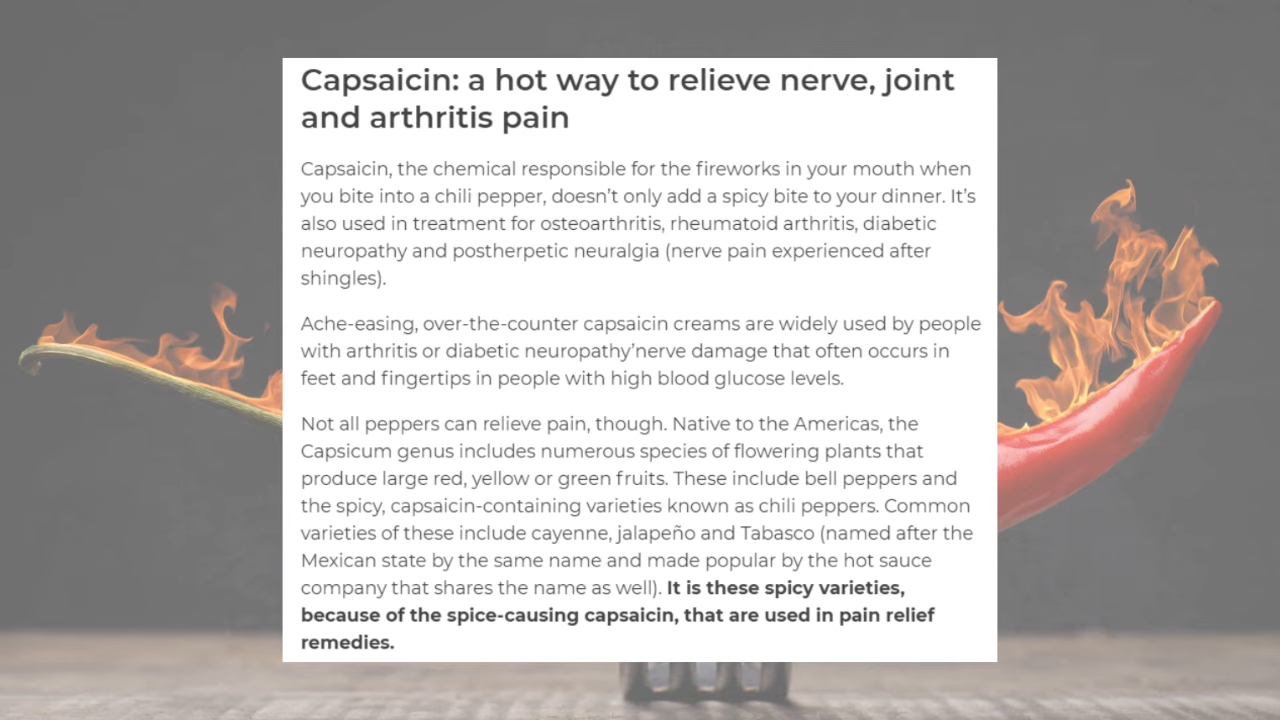 Capsaicin: a hot way to relieve nerve, joint
and arthritis pain
Capsaicin, the chemical responsible for the fireworks in your mouth when
you bite into a chili pepper, doesn’t only add a spicy bite to your dinner. It’s
also used in treatment for osteoarthritis, rheumatoid arthritis, diabetic
neuropathy and postherpetic neuralgia (nerve pain experienced after
shingles).
Ache-easing, over-the-counter capsaicin creams are widely used by people
with arthritis or diabetic neuropathy’nerve damage that often occurs in
feet and fingertips in people with high blood glucose levels.
Not all peppers can relieve pain, though. Native to the Americas, the
Capsicum genus includes numerous species of flowering plants that
produce large red, yellow or green fruits. These include bell peppers and
the spicy, capsaicin-containing varieties known as chili peppers. Common
varieties of these include cayenne, jalapeño and Tabasco (named after the
Mexican state by the same name and made popular by the hot sauce
company that shares the name as well). It is these spicy varieties,
because of the spice-causing capsaicin, that are used in pain relief
remedies.